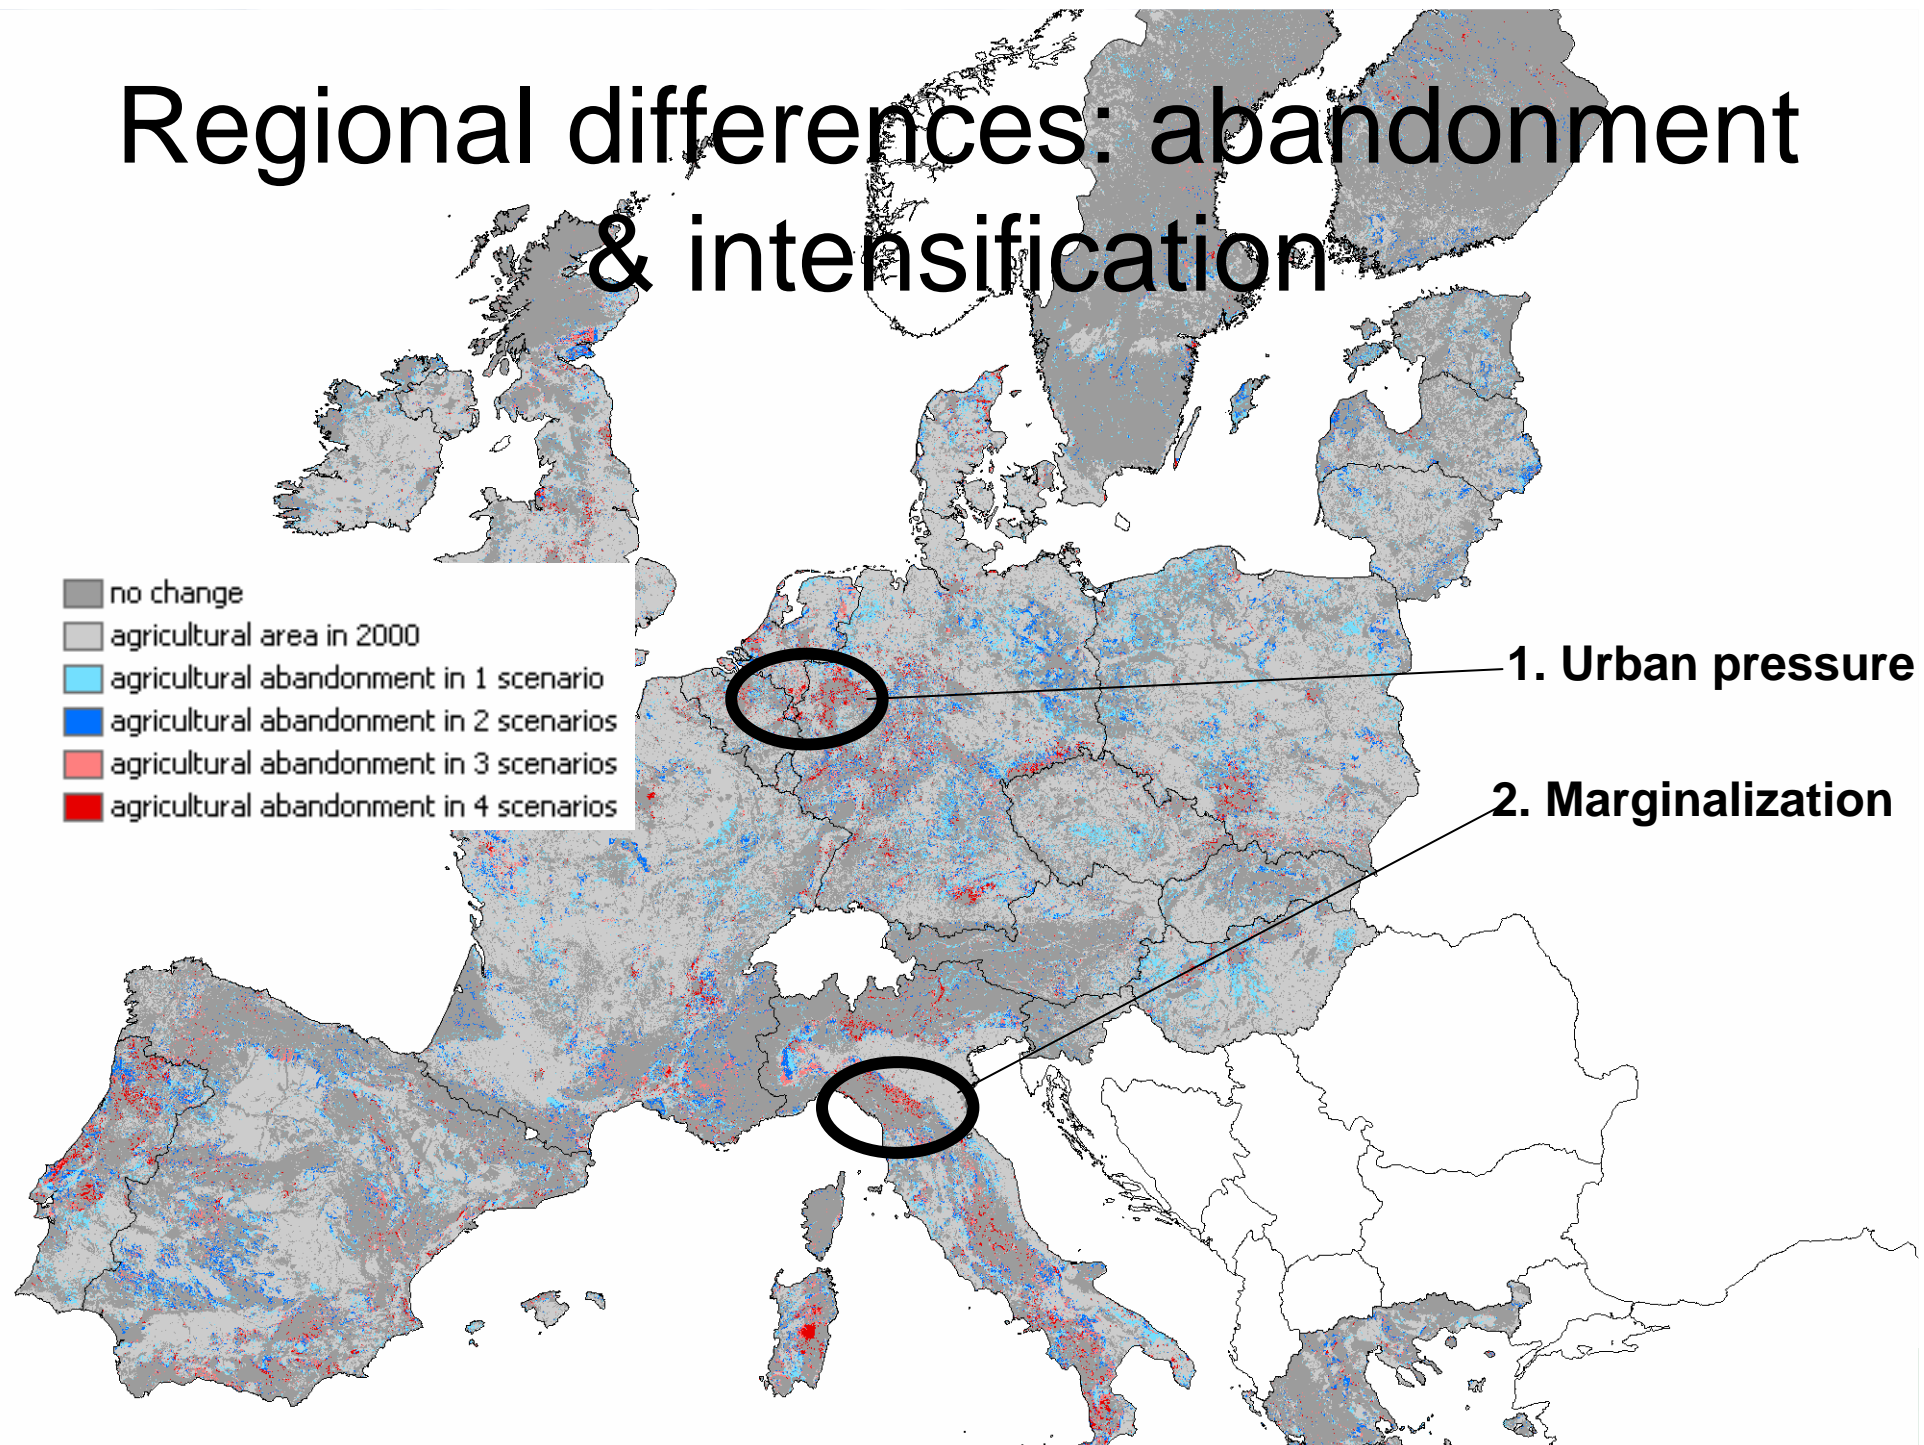 Regional differences: abandonment
& intensification
no change
agricultural area in 2000
agricultural abandonment in 1 scenario
agricultural abandonment in 2 scenarios
agricultural abandonment in 3 scenarios
agricultural abandonment in 4 scenarios
1. Urban pressure
2. Marginalization